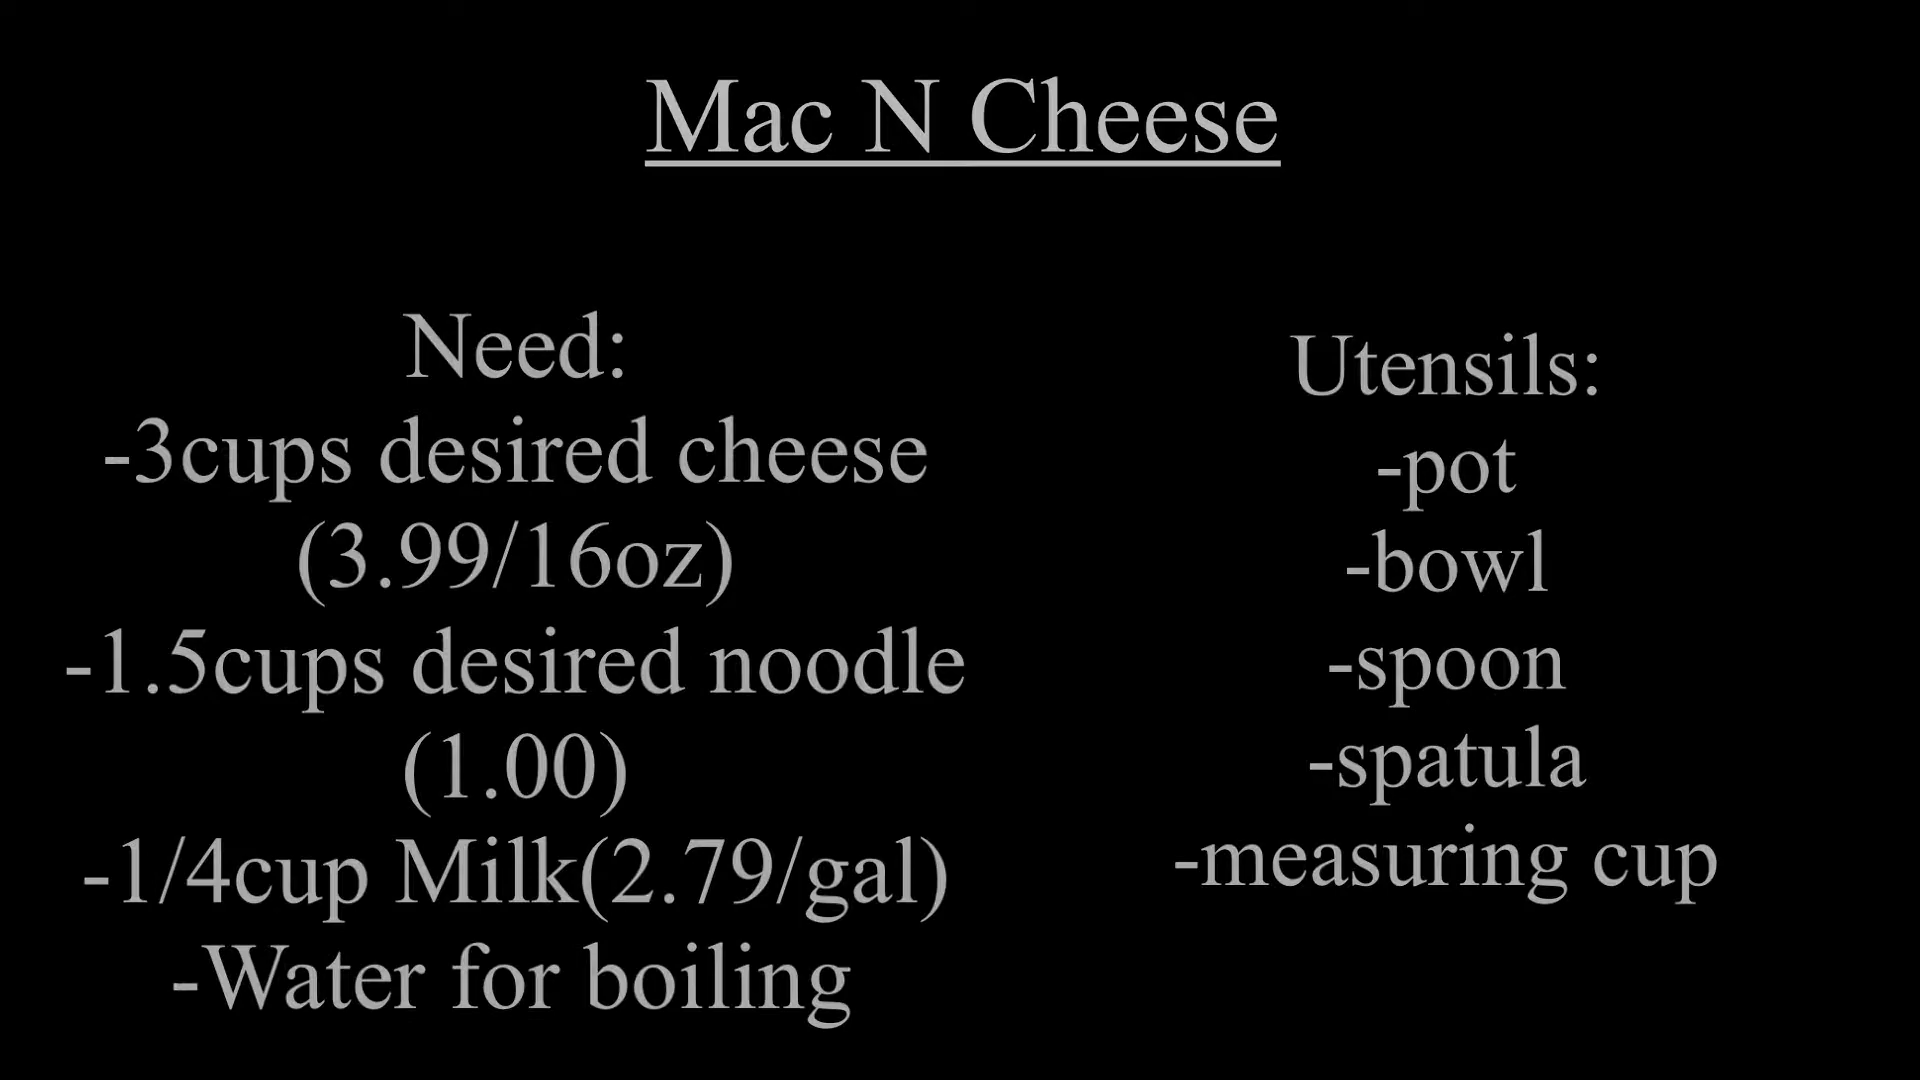 Mac N Cheese
Need:
-3cups desired cheese
(3.99/16oz)
-1.5cups desired noodle
(1.00)
-1/4cup Milk(2.79/gal)
-Water for boiling
Utensils:
-pot
-bowl
-spoon
-spatula
-measuring cup